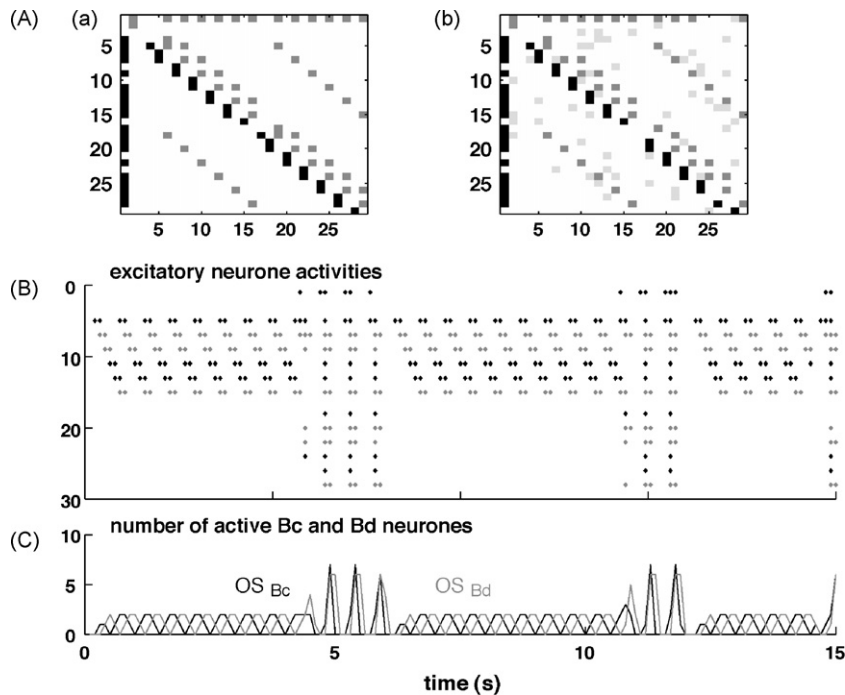 (A) (a) (b)
5 5
10 10
15 15
20 20
25 25
5 10 15 20 25 5 10 15 20 25
excitatory neurone activities
(B) 0
10
20
30
number of active Bc and Bd neurones
(C) 10
OS Bc OS Bd
5
0
0 5 10 15
time (s)